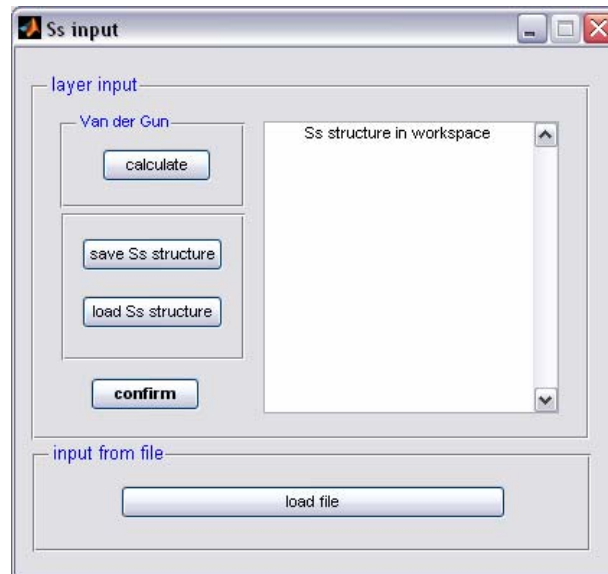 Ss input
layer input
Van der Gun
calculate
Ss structure in workspace
save Ss structure
load Ss structure
confirm
input from file
load file